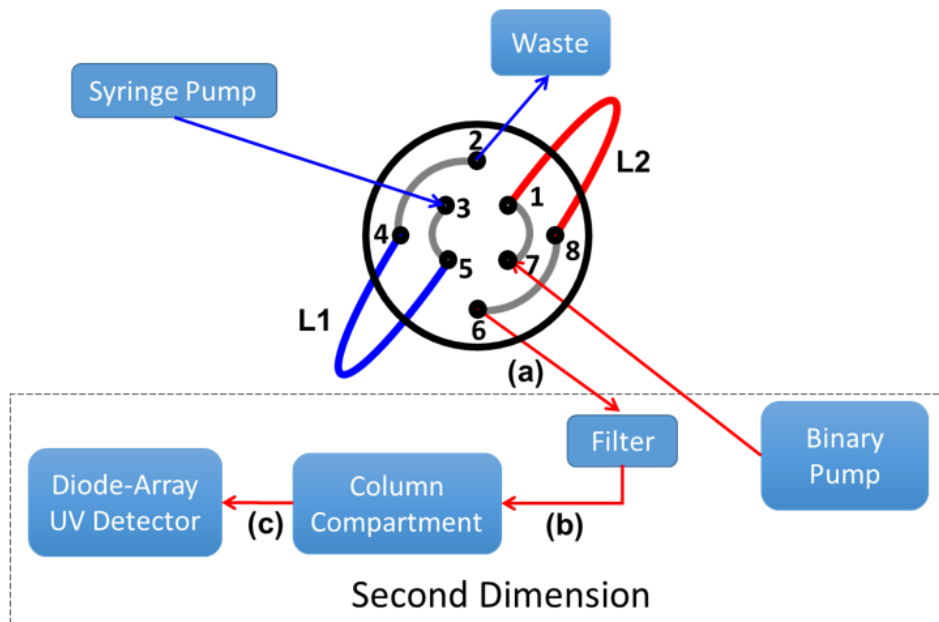 Waste
Syringe Pump
2
L2
3
1
4
8
5
7
L1
6
(a)
Filter
Binary
Pump
Diode-Array
UV Detector
(c)
Column
Compartment
(b)
Second Dimension